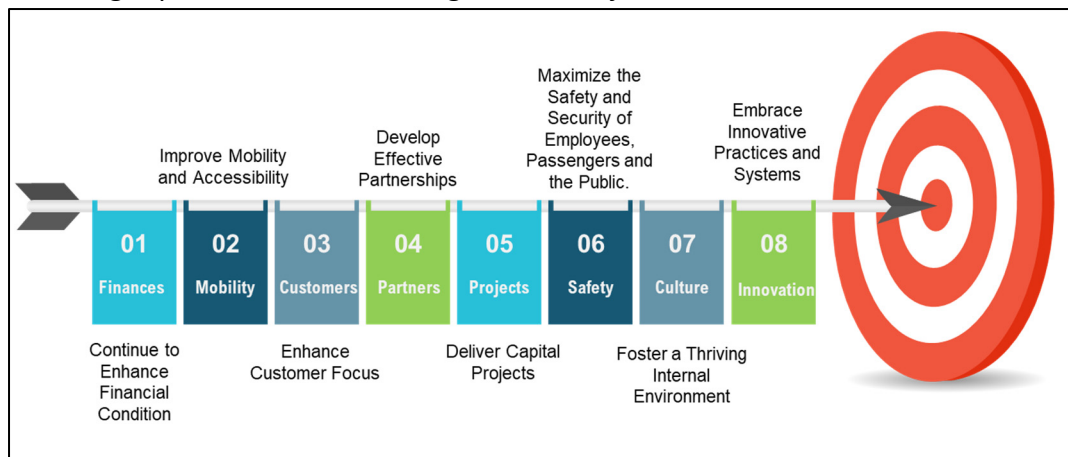 Improve Mobility
and Accessibility
Develop
Effective
Partnerships
Maximize the
Safety and
Security of
Employees,
Passengers and
the Public.
Embrace
Innovative
Practices and
Systems
01
Finances
02
Mobility
03
Customers
04
Partners
05
Projects
06
Safety
07
Culture
08
Innovation
Continue to
Enhance
Financial
Condition
Enhance
Customer Focus
Deliver Capital
Projects
Foster a Thriving
Internal
Environment